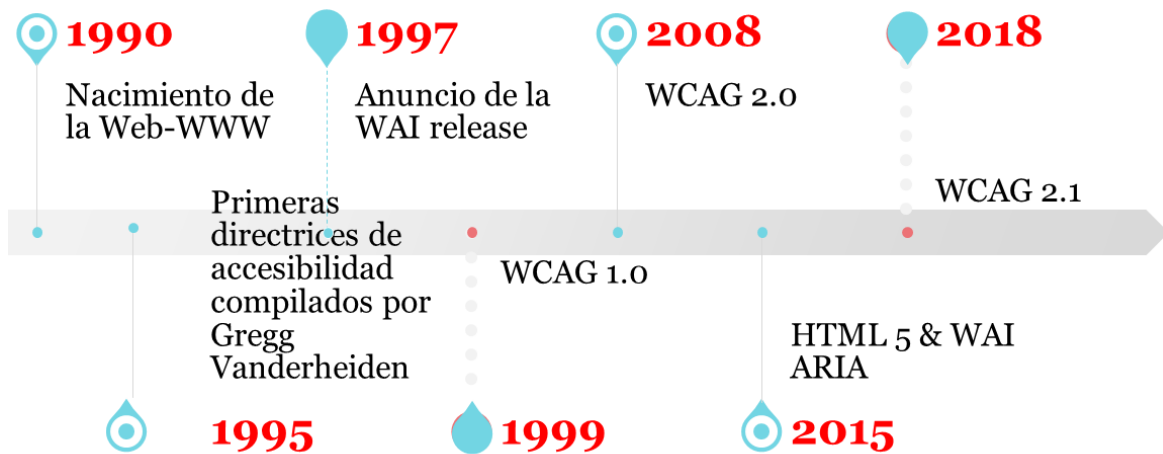 1990
Nacimiento de
la Web-WWW
1995
Primeras
directrices de
accesibilidad
compilados por
Gregg
Vanderheiden
1997
Anuncio de la
WAI release
1999
WCAG 1.0
2008
WCAG 2.0
2015
HTML 5 & WAI
ARIA
2018
WCAG 2.1